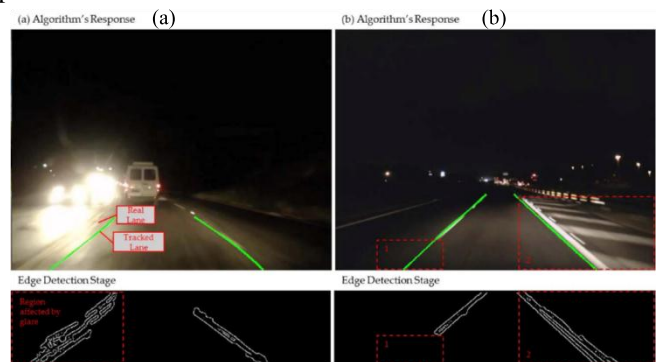 (a) Algorithm's Response (a)
(b) Algorithm's Response (b)
Real
Lane
Tracked
Lane
1
2
Edge Detection Stage
Edge Detection Stage
Region
affected by
glare
1
2